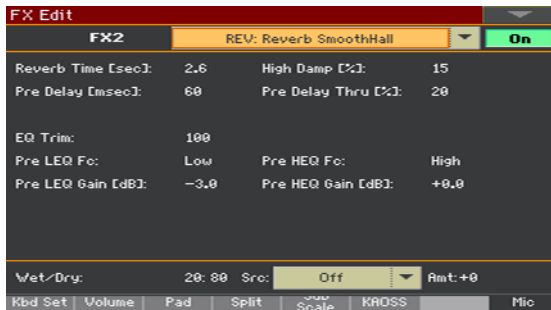 FX Edit
FX2 REV: Reverb SmoothHall On
Reverb Time [sec]: 2.6 High Damp [%]: 15
Pre Delay [msec]: 60 Pre Delay Thru [%]: 20
EQ Trim: 100
Pre LEQ Fc: Low Pre HEQ Fc: High
Pre LEQ Gain [dB]: -3.0 Pre HEQ Gain [dB]: +0.0
Wet/Dry: 20:80 Src: Off Amt:+0
Kbd Set Volume Pad Split Sub Scale KAOSS Mic